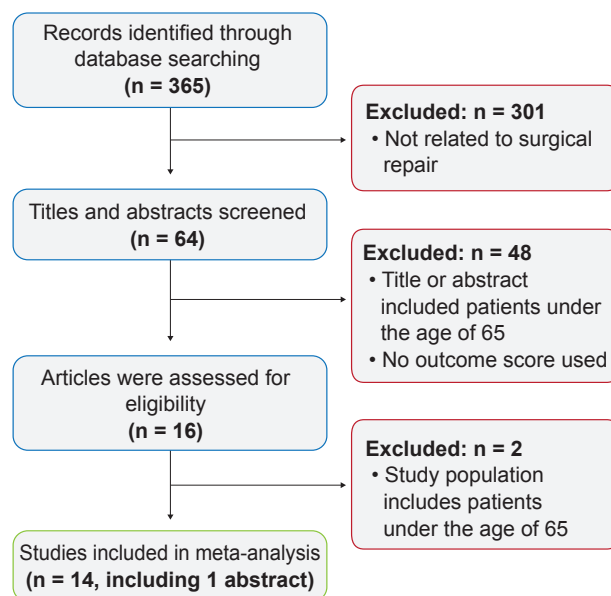 Records identified through
database searching
(n = 365)
Excluded: n = 301
• Not related to surgical
repair
Titles and abstracts screened
(n = 64)
Excluded: n = 48
• Title or abstract
included patients under
the age of 65
• No outcome score used
Articles were assessed for
eligibility
(n = 16)
Excluded: n = 2
• Study population
includes patients
under the age of 65
Studies included in meta-analysis
(n = 14, including 1 abstract)